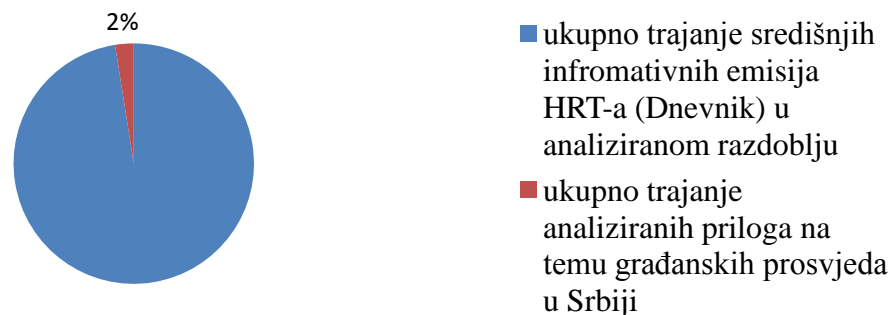 2%
ukupno trajanje središnjih
infromativnih emisija
HRT-a (Dnevnik) u
analiziranom razdoblju
ukupno trajanje
analiziranih priloga na
temu građanskih prosvjeda
u Srbiji